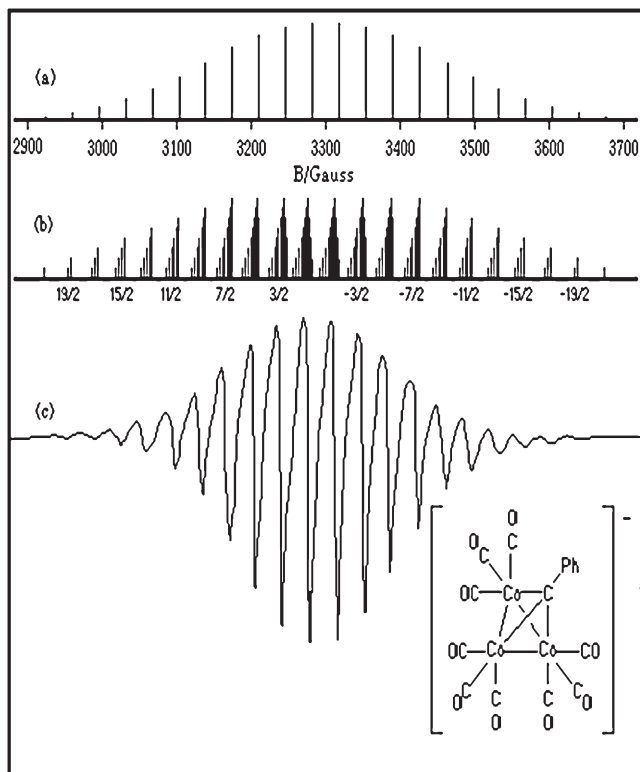 (a)
2900 3000 3100 3200 3300 3400 3500 3600 3700
B/Gauss
(b)
13/2 15/2 11/2 7/2 3/2 -3/2 -7/2 -11/2 -15/2 -19/2
(c)
O
O C
C
Ph
OC Co C
OC Co Co CO
C C
O C C O
O O
-